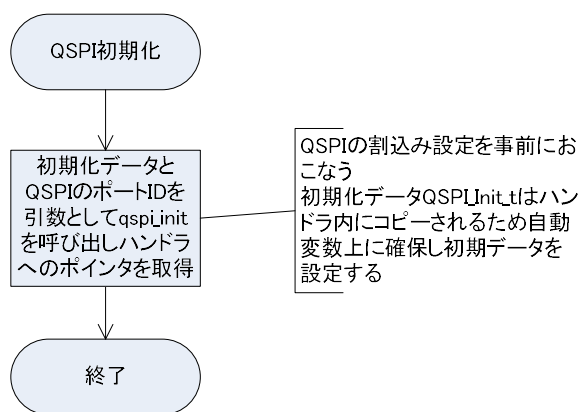 QSPI初期化
初期化データと
QSPIのポートIDを
引数としてqspi_init
を呼び出しハンドラ
へのポインタを取得
QSPIの割込み設定を事前にお
こなう
初期化データQSPI_Init_tはハン
ドラ内にコピーされるため自動
変数上に確保し初期データを
設定する
終了